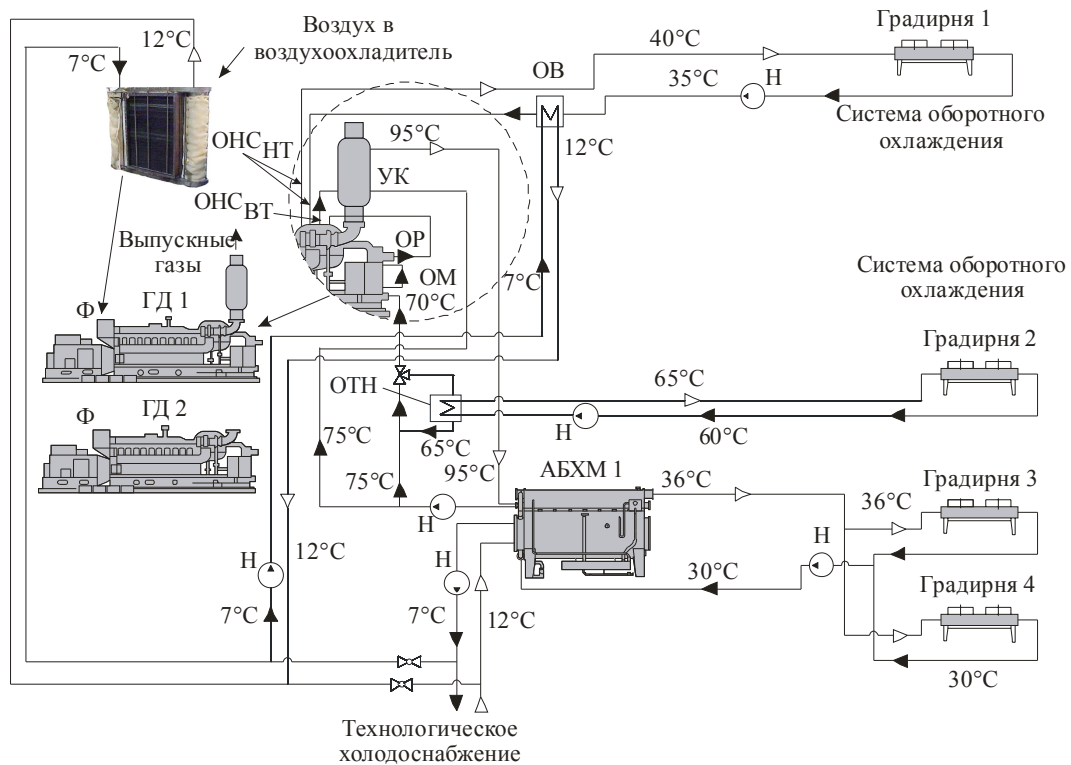 12°C
Воздух в
воздухоохладитель
7°C
40°C
Градирня 1
ОВ
35°C
Н
Система оборотного
охлаждения
95°C
12°C
ОНС НТ
УК
ОНС ВТ
ОР
Выпускные
газы
ОМ
7°C
70°C
Система оборотного
охлаждения
Ф
ГД 1
Градирня 2
65°C
ОТН
Ф
ГД 2
Н
60°C
75°C
65°C
95°C
АБХМ 1
36°C
Градирня 3
36°C
75°C
Н
Н
12°C
Н
Н
30°C
Градирня 4
7°C
7°C
12°C
30°C
Технологическое
холодоснабжение